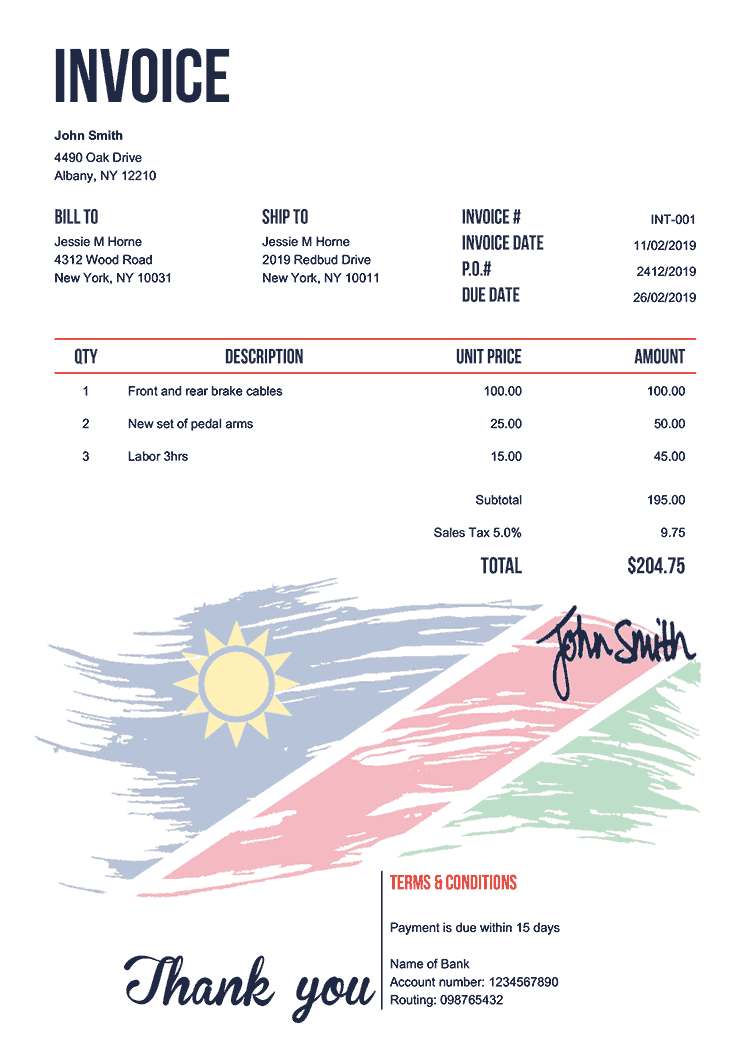 INVOICE
John Smith
4490 Oak Drive
Albany, NY 12210
BILL TO
Jessie M Horne
4312 Wood Road
New York, NY 10031
SHIP TO
Jessie M Horne
2019 Redbud Drive
New York, NY 10011
INVOICE # INT-001
INVOICE DATE 11/02/2019
P.O.# 2412/2019
DUE DATE 26/02/2019
QTY DESCRIPTION UNIT PRICE AMOUNT
1 Front and rear brake cables 100.00 100.00
2 New set of pedal arms 25.00 50.00
3 Labor 3hrs 15.00 45.00
Subtotal 195.00
Sales Tax 5.0% 9.75
TOTAL $204.75
John Smith
TERMS & CONDITIONS
Payment is due within 15 days
Name of Bank
Account number: 1234567890
Routing: 098765432
Thank you